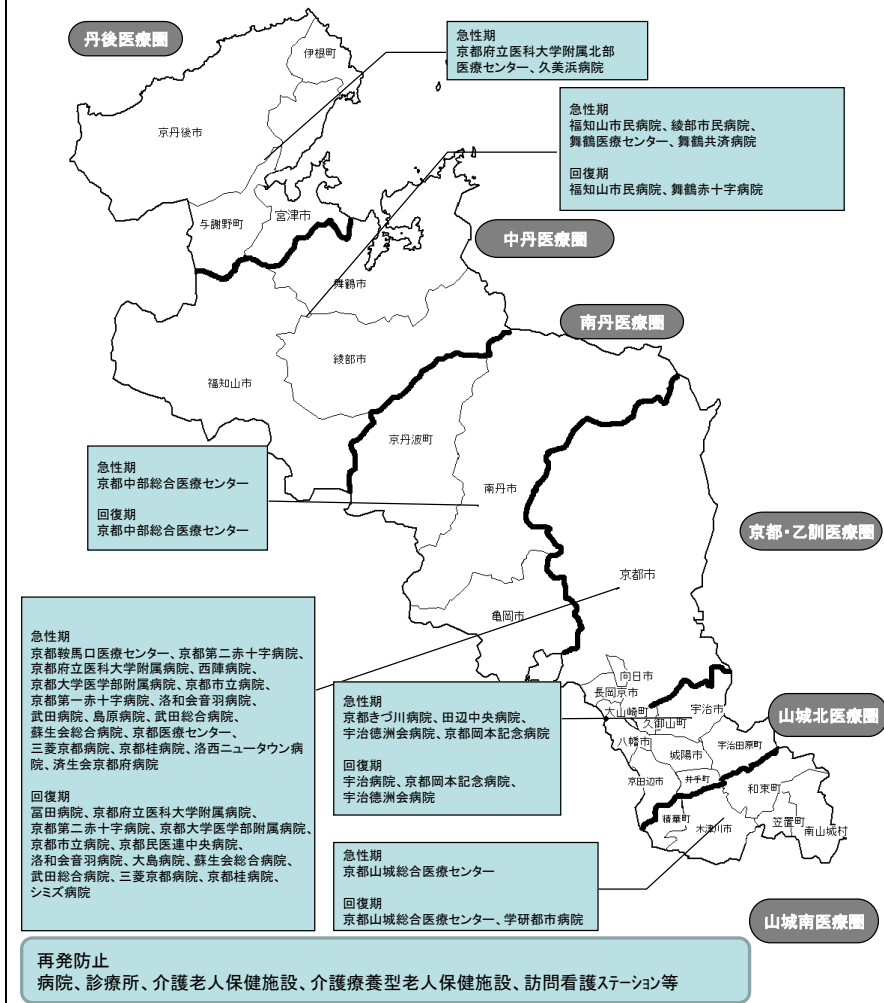 丹後医療圏
伊根町
京丹後市
与謝野町
宮津市
急性期
京都府立医科大学附属北部
医療センター、久美浜病院
急性期
福知山市民病院、綾部市民病院、
舞鶴医療センター、舞鶴共済病院
回復期
福知山市民病院、舞鶴赤十字病院
中丹医療圏
舞鶴市
綾部市
福知山市
南丹医療圏
京丹波町
南丹市
亀岡市
急性期
京都中部総合医療センター
回復期
京都中部総合医療センター
京都・乙訓医療圏
京都市
向日市
長岡京市
大山崎町
急性期
京都鞍馬口医療センター、京都第二赤十字病院、
京都府立医科大学附属病院、西陣病院、
京都大学医学部附属病院、京都市立病院、
京都第一赤十字病院、洛和会音羽病院、
武田病院、島原病院、武田総合病院、
蘇生会総合病院、京都医療センター、
三菱京都病院、京都桂病院、洛西ニュータウン病
院、済生会京都府病院
回復期
冨田病院、京都府立医科大学附属病院、
京都第二赤十字病院、京都大学医学部附属病院、
京都市立病院、京都民医連中央病院、
洛和会音羽病院、大島病院、蘇生会総合病院、
武田総合病院、三菱京都病院、京都桂病院、
シミズ病院
急性期
京都きづ川病院、田辺中央病院、
宇治徳洲会病院、京都岡本記念病院
回復期
宇治病院、京都岡本記念病院、
宇治徳洲会病院
山城北医療圏
宇治市
久御山町
八幡市
城陽市
宇治田原町
京田辺市
井手町
和束町
精華町
木津川市
笠置町
南山城村
急性期
京都山城総合医療センター
回復期
京都山城総合医療センター、学研都市病院
山城南医療圏
再発防止
病院、診療所、介護老人保健施設、介護療養型老人保健施設、訪問看護ステーション等